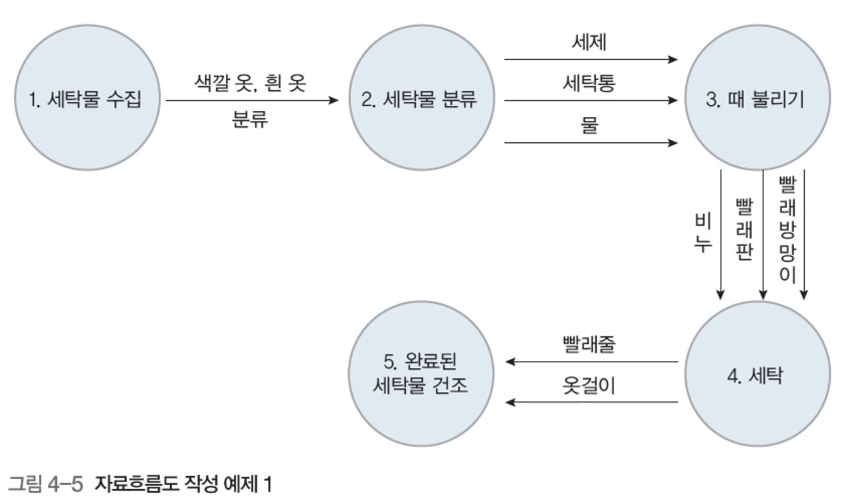 1. 세탁물 수집
색깔 옷, 흰 옷
분류
2. 세탁물 분류
세제
세탁통
물
3. 때 불리기
비누
빨래판
빨래방망이
4. 세탁
빨래줄
옷걸이
5. 완료된
세탁물 건조
그림 4-5 자료흐름도 작성 예제 1